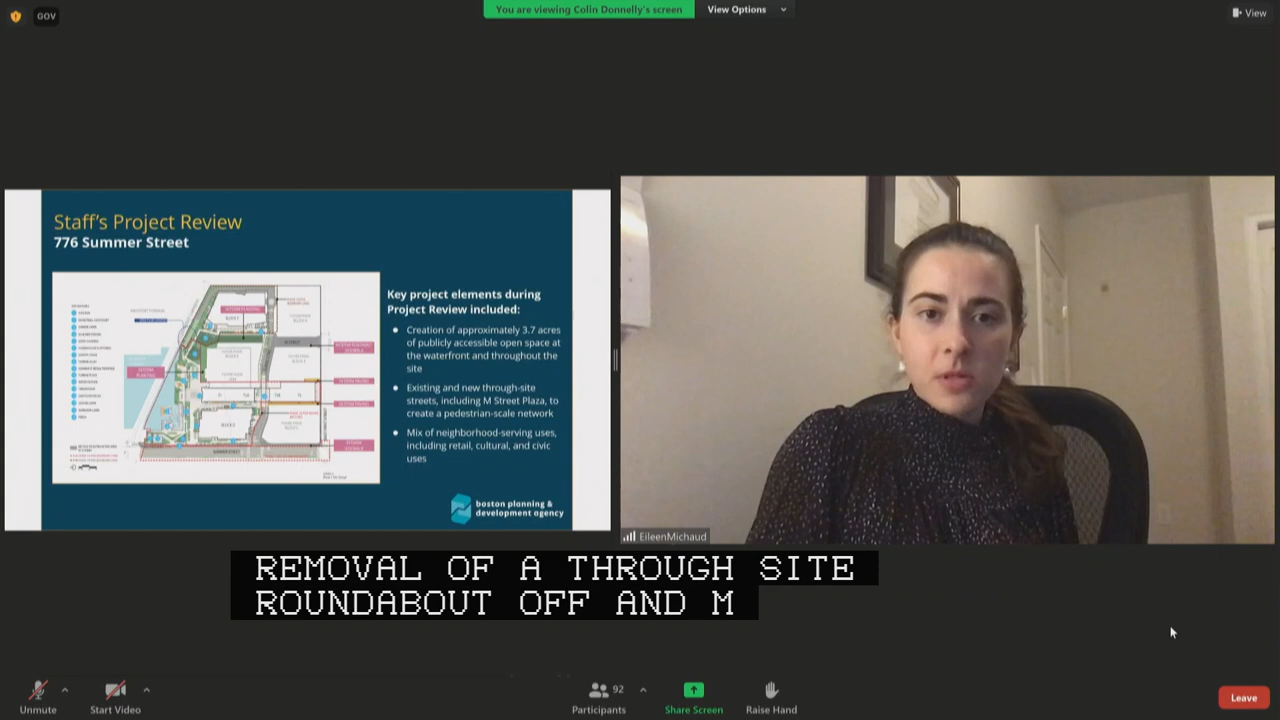 GOV
You are viewing Colin Donnelly's screen
View Options
View
Staff's Project Review
776 Summer Street
Key project elements during
Project Review included:
Creation of approximately 3.7 acres
of publicly accessible open space at
the waterfront and throughout the
site
Existing and new through-site
streets, including M Street Plaza, to
create a pedestrian-scale network
Mix of neighborhood-serving uses,
including retail, cultural, and civic
uses
SUMMER STREET
boston planning &
development agency
EileenMichaud
REMOVAL OF A THROUGH SITE
ROUNDABOUT OFF AND M
Unmute
Start Video
92
Participants
Share Screen
Raise Hand
Leave